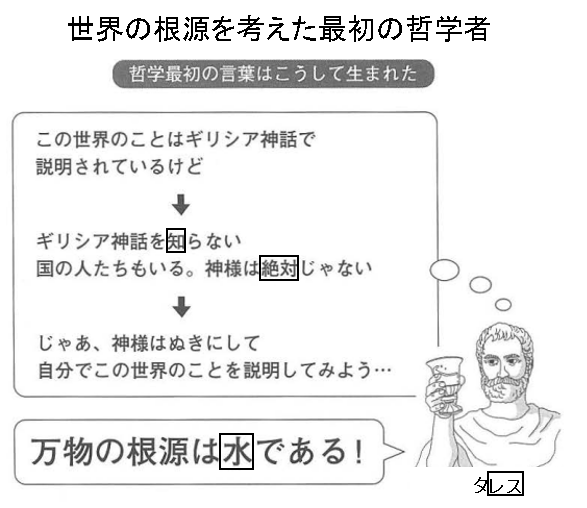 世界の根源を考えた最初の哲学者
哲学最初の言葉はこうして生まれた
この世界のことはギリシア神話で
説明されているけど
ギリシア神話を知らない
国の人たちもいる。神様は絶対じゃない
じゃあ、神様はぬきにして
自分でこの世界のことを説明してみよう…
万物の根源は水である！
タレス